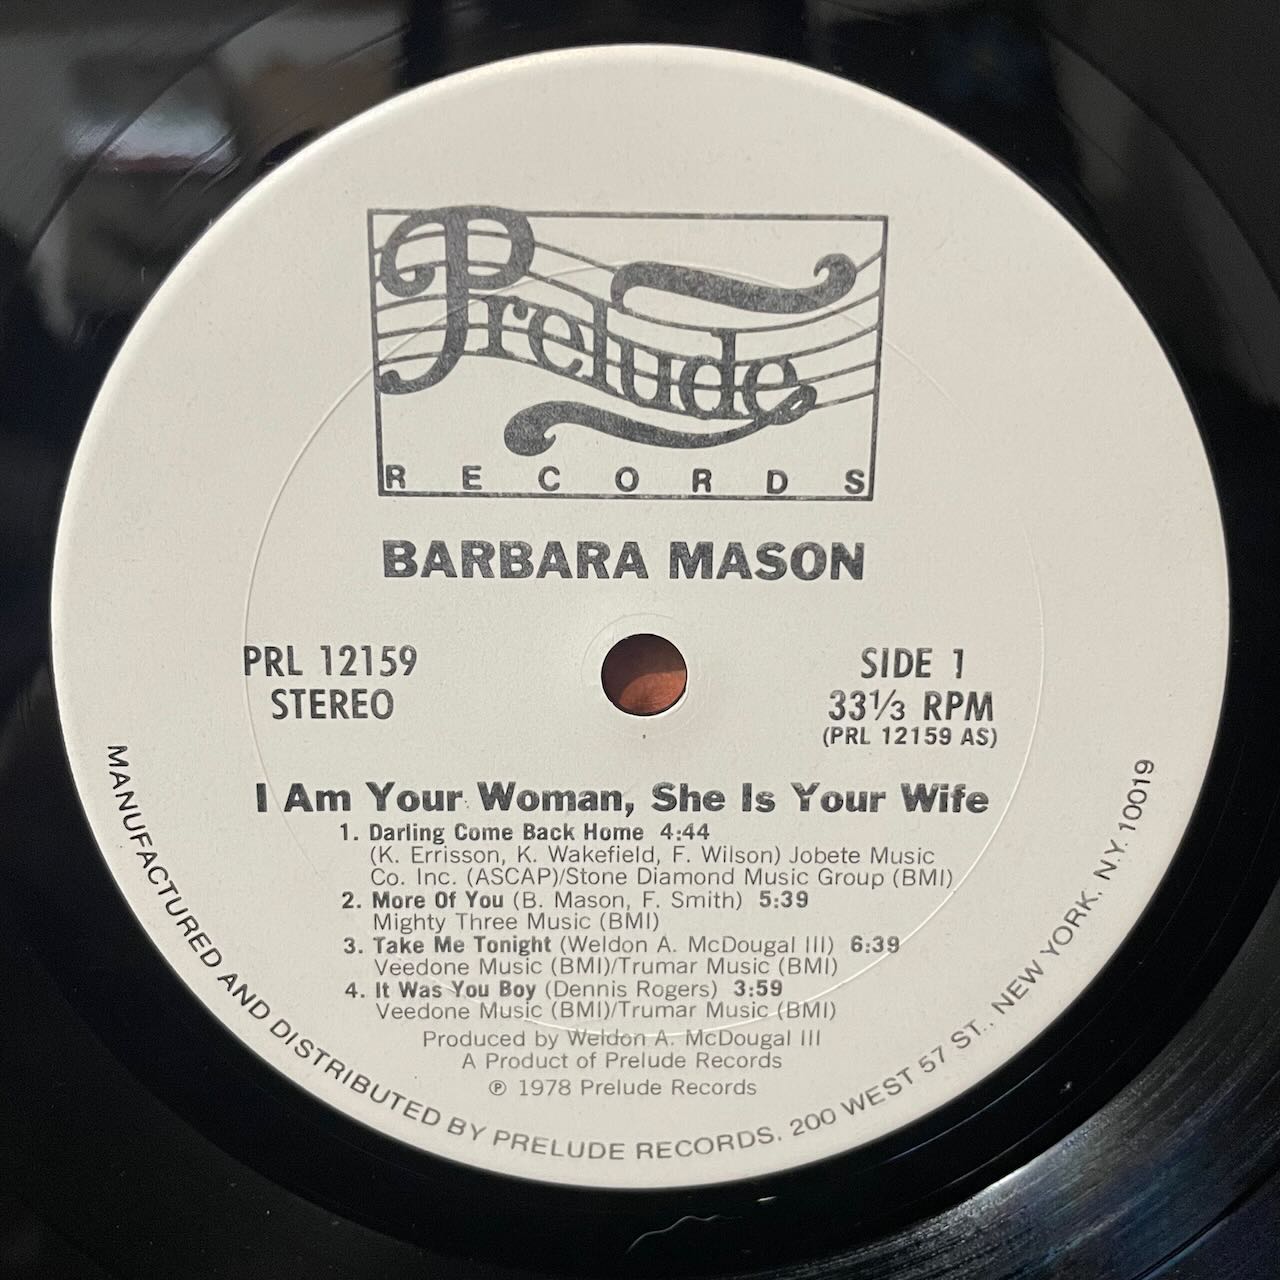 Prelude
RECORDS
BARBARA MASON
PRL 12159
STEREO
SIDE 1
33⅓ RPM
(PRL 12159 AS)
I Am Your Woman, She Is Your Wife
1. Darling Come Back Home 4:44
(K. Errisson, K. Wakefield, F. Wilson) Jobete Music
Co. Inc. (ASCAP)/Stone Diamond Music Group (BMI)
2. More Of You (B. Mason, F. Smith) 5:39
Mighty Three Music (BMI)
3. Take Me Tonight (Weldon A. McDougal III) 6:39
Veedone Music (BMI)/Trumar Music (BMI)
4. It Was You Boy (Dennis Rogers) 3:59
Veedone Music (BMI)/Trumar Music (BMI)
Produced by Weldon A. McDougal III
A Product of Prelude Records
℗ 1978 Prelude Records
MANUFACTURED AND DISTRIBUTED BY PRELUDE RECORDS. 200 WEST 57 ST., NEW YORK, N.Y. 10019